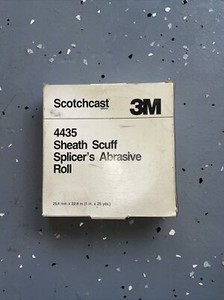 Scotchcast 3M
4435
Sheath Scuff
Splicer's Abrasive
Roll